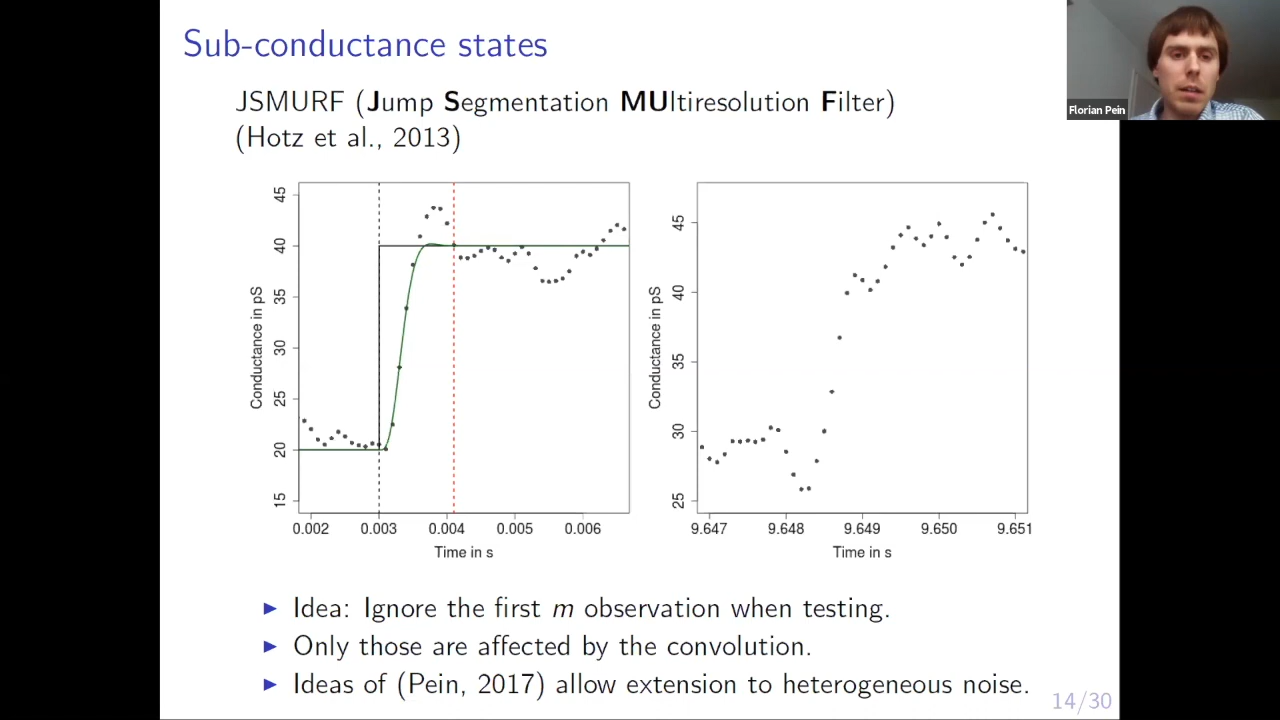 Sub-conductance states
JSMURF (Jump Segmentation MUltiresolution Filter)
(Hotz et al., 2013)
Florian Pein
Conductance in pS
45
40
35
30
25
20
15
0.002 0.003 0.004 0.005 0.006
Time in s
Conductance in pS
45
40
35
30
25
9.647 9.648 9.649 9.650 9.651
Time in s
► Idea: Ignore the first m observation when testing.
► Only those are affected by the convolution.
► Ideas of (Pein, 2017) allow extension to heterogeneous noise.
14/30